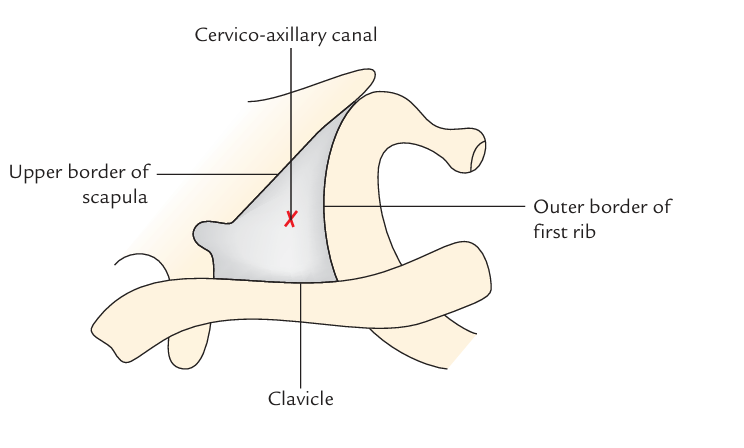 Cervico-axillary canal
Upper border of
scapula
Outer border of
first rib
Clavicle